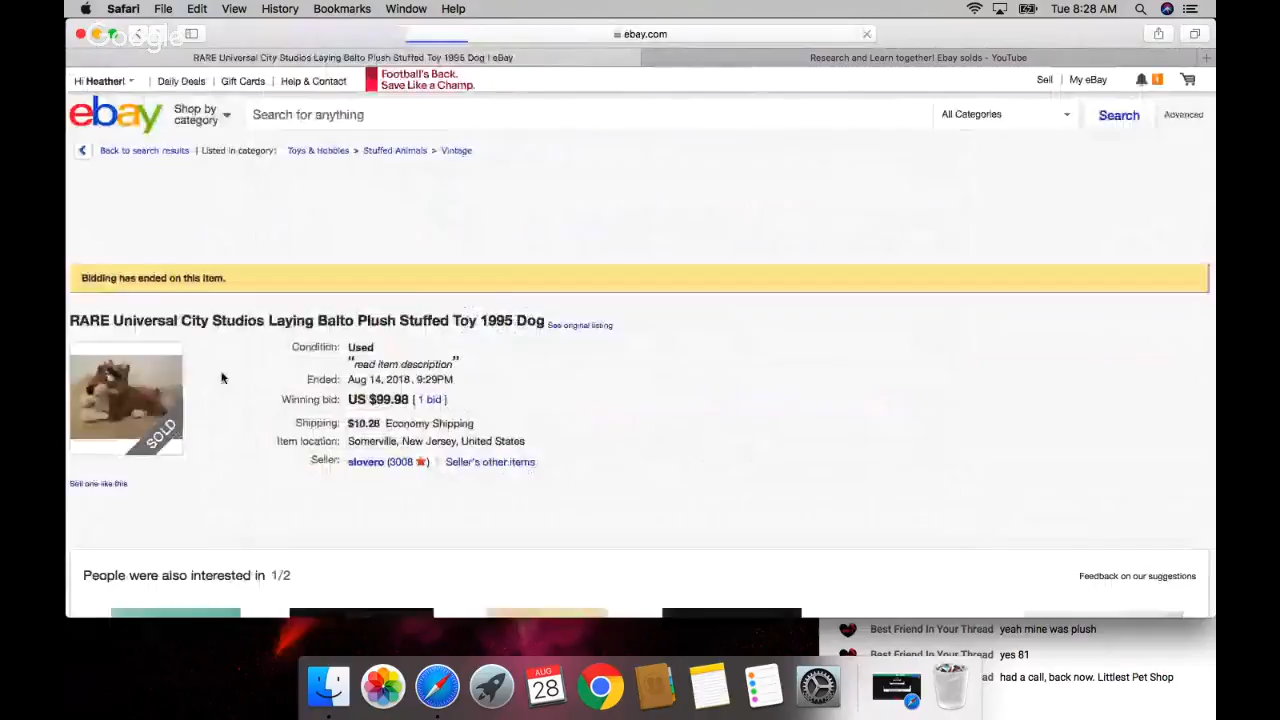 Safari File Edit View History Bookmarks Window Help Tue 8:28 AM
Google
ebay.com
RARE Universal City Studios Laying Balto Plush Stuffed Toy 1995 Dog | eBay
Research and Learn together! Ebay solds - YouTube
Hi Heather! | Daily Deals | Gift Cards | Help & Contact
Football's Back.
Save Like a Champ.
Sell My eBay 1
ebay
Shop by
category
Search for anything
All Categories
Search
Advanced
Back to search results | Listed in category: Toys & Hobbies > Stuffed Animals > Vintage
Bidding has ended on this item.
RARE Universal City Studios Laying Balto Plush Stuffed Toy 1995 Dog See original listing
SOLD
Condition: Used
"read item description"
Ended: Aug 14, 2018 , 9:29PM
Winning bid: US $99.98 [ 1 bid ]
Shipping: $10.28 Economy Shipping
Item location: Somerville, New Jersey, United States
Seller: slovero (3008 ) | Seller's other items
Sell one like this
People were also interested in 1/2
Feedback on our suggestions
Best Friend In Your Thread yeah mine was plush
Best Friend In Your Thread yes 81
ad had a call, back now. Littlest Pet Shop
AUG
28